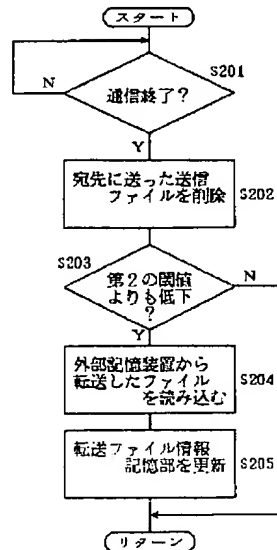 スタート
S201
N
通信終了?
Y
S202
宛先に送った送信
ファイルを削除
S203
第2の閾値
よりも低下
?
N
Y
外部記憶装置から
転送したファイル
を読み込む
S204
転送ファイル情報
記憶部を更新
S205
リターン